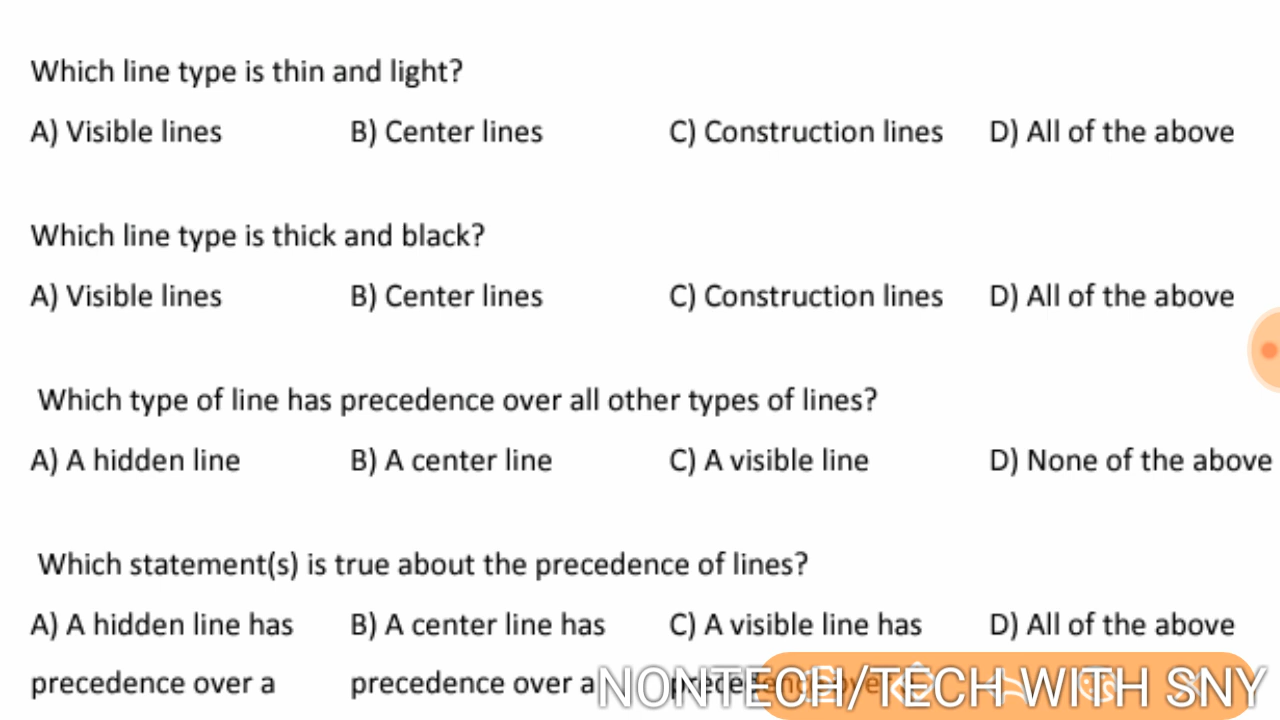 Which line type is thin and light?
A) Visible lines B) Center lines C) Construction lines D) All of the above
Which line type is thick and black?
A) Visible lines B) Center lines C) Construction lines D) All of the above
Which type of line has precedence over all other types of lines?
A) A hidden line B) A center line C) A visible line D) None of the above
Which statement(s) is true about the precedence of lines?
A) A hidden line has B) A center line has C) A visible line has D) All of the above
precedence over a precedence over a
NONTECH/TECH WITH SNY